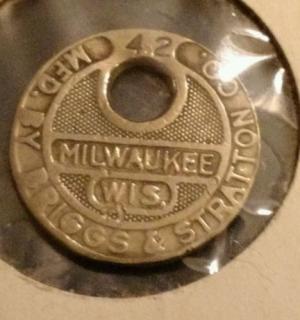 42
MFD. BY BRIGGS & STRATTON CO.
MILWAUKEE
WIS.